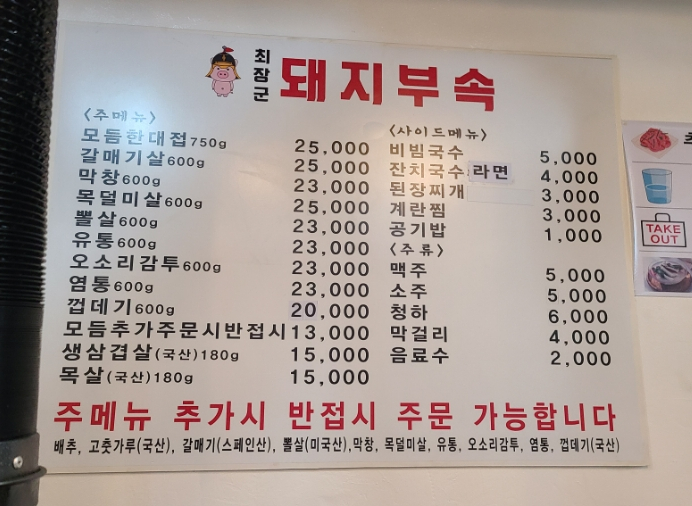 최장군
돼지부속
<주메뉴>
모듬한대접750g 25,000
갈매기살600g 25,000
막창600g 23,000
목덜미살600g 25,000
뽈살600g 23,000
유통600g 23,000
오소리감투600g 23,000
염통600g 23,000
껍데기600g 20,000
모듬추가주문시반접시 13,000
생삼겹살(국산)180g 15,000
목살(국산)180g 15,000
<사이드메뉴>
비빔국수 5,000
잔치국수,라면 4,000
된장찌개 3,000
계란찜 3,000
공기밥 1,000
<주류>
맥주 5,000
소주 5,000
청하 6,000
막걸리 4,000
음료수 2,000
주메뉴 추가시 반접시 주문 가능합니다
배추, 고춧가루(국산), 갈매기(스페인산), 뽈살(미국산),막창, 목덜미살, 유통, 오소리감투, 염통, 껍데기(국산)
TAKE
OUT